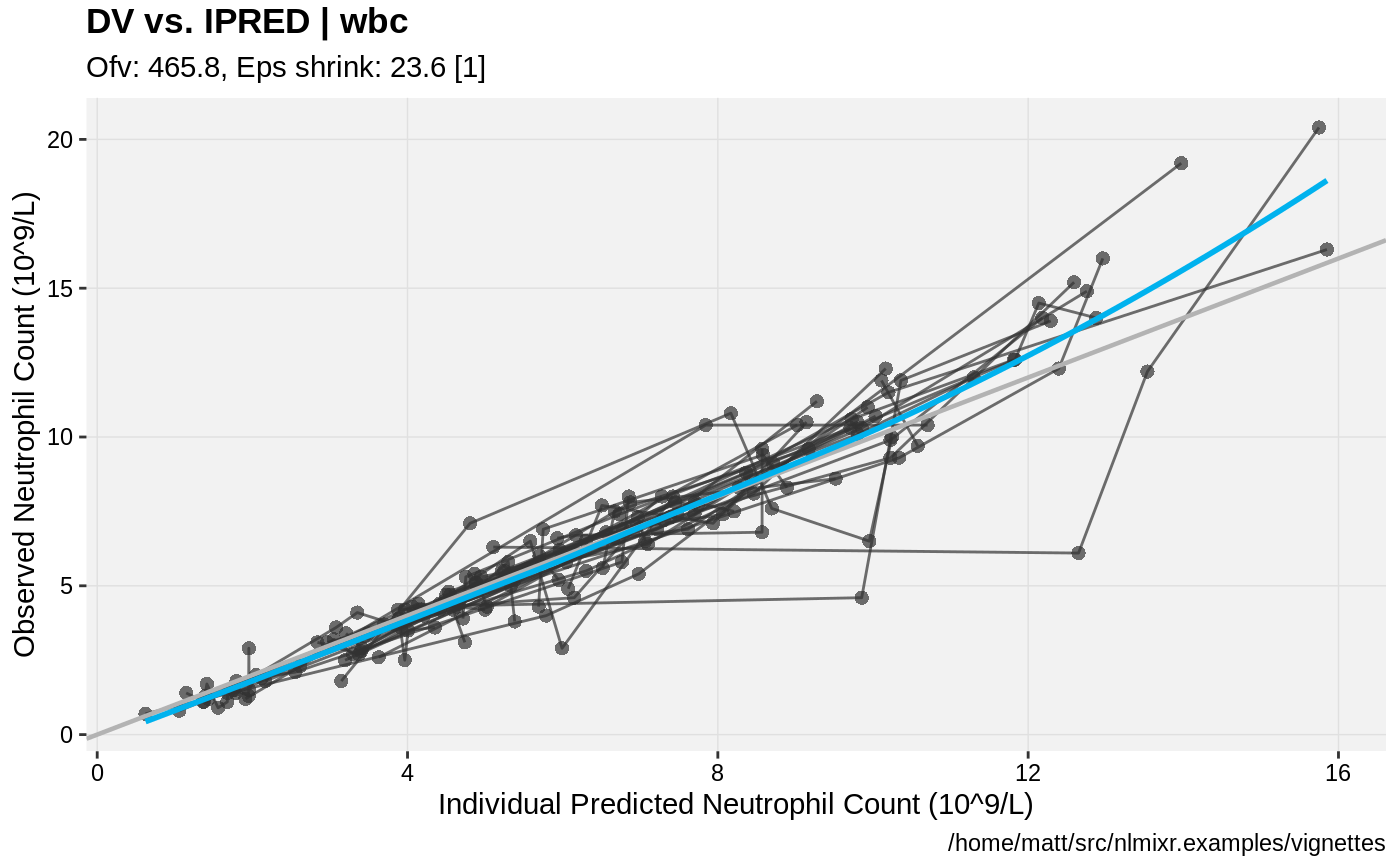 DV vs. IPRED | wbc
Ofv: 465.8, Eps shrink: 23.6 [1]
Observed Neutrophil Count (10^9/L)
20
15
10
5
0
0 4 8 12 16
Individual Predicted Neutrophil Count (10^9/L)
/home/matt/src/nlmixr.examples/vignettes